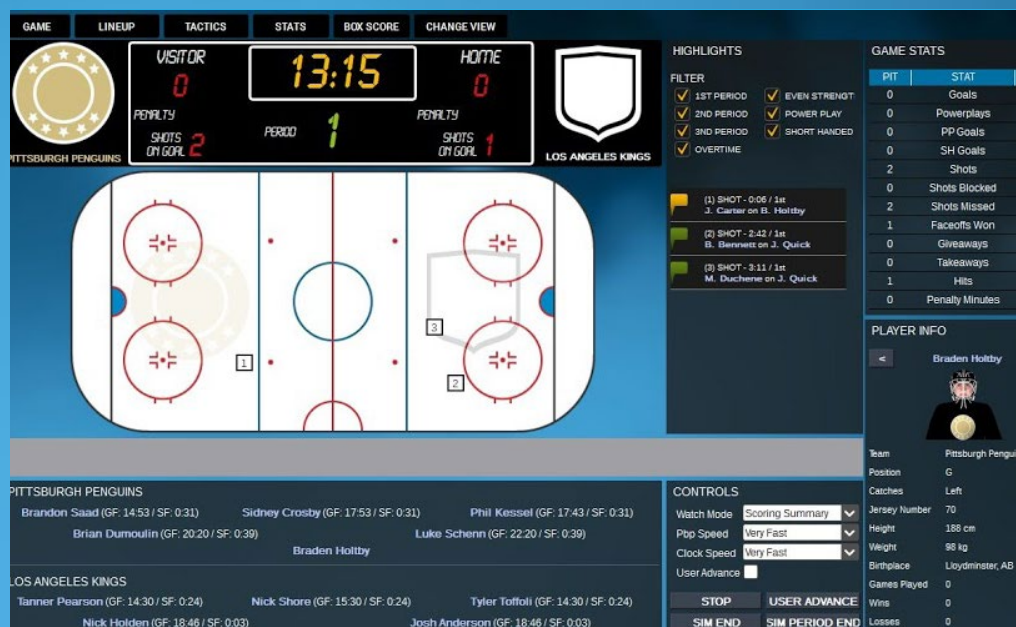 GAME LINEUP TACTICS STATS BOX SCORE CHANGE VIEW
VISITOR
0
PENALTY
SHOTS
ON GOAL 2
13:15
PERIOD 1
HOME
0
PENALTY
SHOTS
ON GOAL 1
PITTSBURGH PENGUINS
LOS ANGELES KINGS
1
2
3
HIGHLIGHTS
FILTER
1ST PERIOD EVEN STRENGT
2ND PERIOD POWER PLAY
3ND PERIOD SHORT HANDED
OVERTIME
(1) SHOT - 0:06 / 1st
J. Carter on B. Holtby
(2) SHOT - 2:42 / 1st
B. Bennett on J. Quick
(3) SHOT - 3:11 / 1st
M. Duchene on J. Quick
GAME STATS
PIT STAT
0 Goals
0 Powerplays
0 PP Goals
0 SH Goals
2 Shots
0 Shots Blocked
2 Shots Missed
1 Faceoffs Won
0 Giveaways
0 Takeaways
1 Hits
0 Penalty Minutes
PLAYER INFO
< Braden Holtby
Team Pittsburgh Pengui
Position G
Catches Left
Jersey Number 70
Height 188 cm
Weight 98 kg
Birthplace Lloydminster, AB
Games Played 0
Wins 0
Losses 0
PITTSBURGH PENGUINS
Brandon Saad (GF: 14:53 / SF: 0:31) Sidney Crosby (GF: 17:53 / SF: 0:31) Phil Kessel (GF: 17:43 / SF: 0:31)
Brian Dumoulin (GF: 20:20 / SF: 0:39) Luke Schenn (GF: 22:20 / SF: 0:39)
Braden Holtby
LOS ANGELES KINGS
Tanner Pearson (GF: 14:30 / SF: 0:24) Nick Shore (GF: 15:30 / SF: 0:24) Tyler Toffoli (GF: 14:30 / SF: 0:24)
Nick Holden (GF: 18:46 / SF: 0:03) Josh Anderson (GF: 18:46 / SF: 0:03)
CONTROLS
Watch Mode Scoring Summary
Pbp Speed Very Fast
Clock Speed Very Fast
User Advance
STOP USER ADVANCE
SIM END SIM PERIOD END